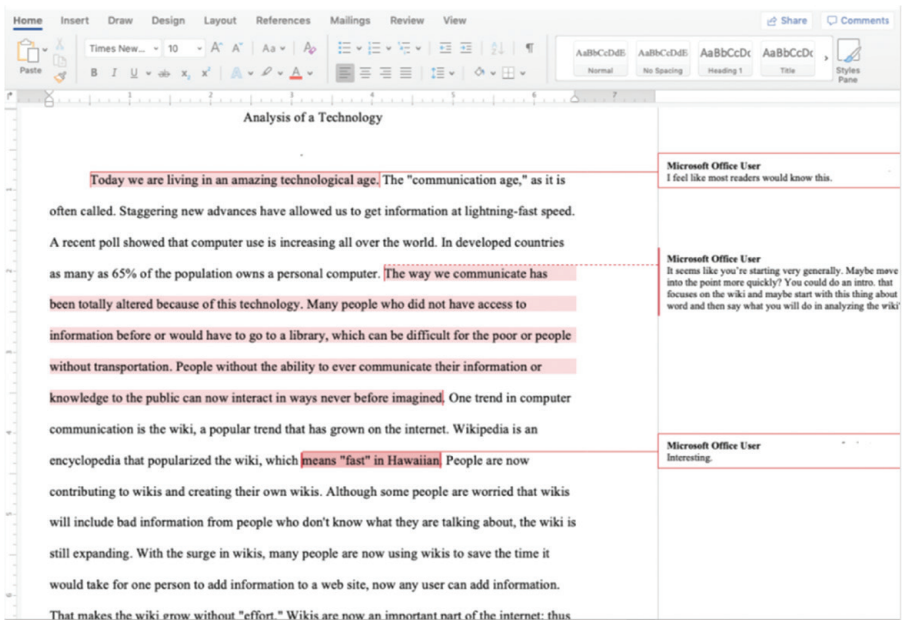 Home Insert Draw Design Layout References Mailings Review View Share Comments
Times New... 10 A A Aa A
Paste B I U ab x, x² A A
AaBbCcDdE AaBbCcDdE AaBbCcDc AaBbCcDc
Normal No Spacing Heading 1 Title Styles Pane
1 2 3 4 5 6 7
Analysis of a Technology
Today we are living in an amazing technological age. The "communication age," as it is
often called. Staggering new advances have allowed us to get information at lightning-fast speed.
A recent poll showed that computer use is increasing all over the world. In developed countries
as many as 65% of the population owns a personal computer. The way we communicate has
been totally altered because of this technology. Many people who did not have access to
information before or would have to go to a library, which can be difficult for the poor or people
without transportation. People without the ability to ever communicate their information or
knowledge to the public can now interact in ways never before imagined. One trend in computer
communication is the wiki, a popular trend that has grown on the internet. Wikipedia is an
encyclopedia that popularized the wiki, which means "fast" in Hawaiian. People are now
contributing to wikis and creating their own wikis. Although some people are worried that wikis
will include bad information from people who don't know what they are talking about, the wiki is
still expanding. With the surge in wikis, many people are now using wikis to save the time it
would take for one person to add information to a web site, now any user can add information.
That makes the wiki grow without "effort." Wikis are now an important part of the internet; thus
Microsoft Office User
I feel like most readers would know this.
Microsoft Office User
It seems like you're starting very generally. Maybe move
into the point more quickly? You could do an intro. that
focuses on the wiki and maybe start with this thing about
word and then say what you will do in analyzing the wiki
Microsoft Office User
Interesting.